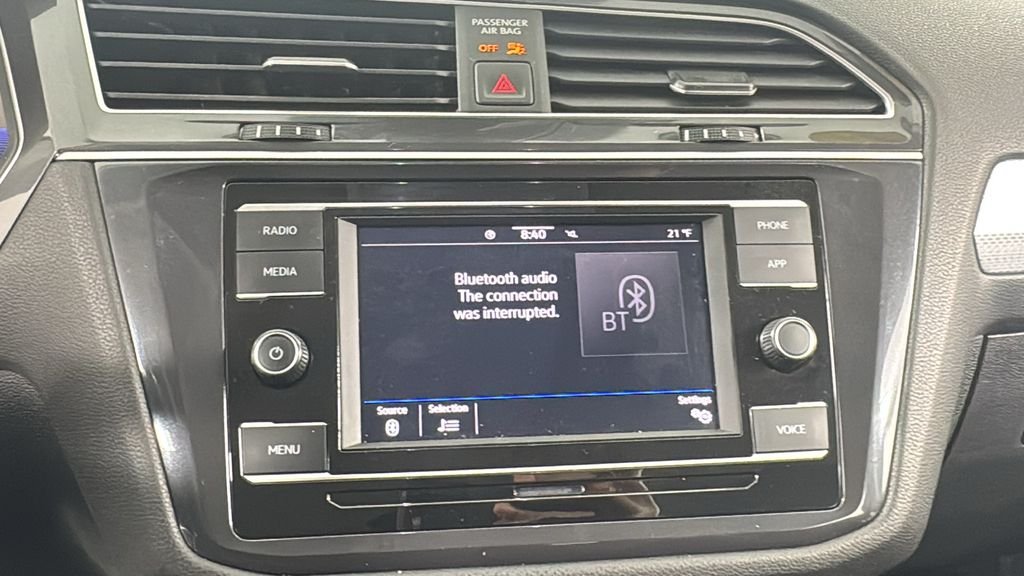 PASSENGER
AIR BAG
OFF
RADIO
MEDIA
MENU
8:40
21 °F
Bluetooth audio
The connection
was interrupted.
BT
Source
Selection
Settings
PHONE
APP
VOICE